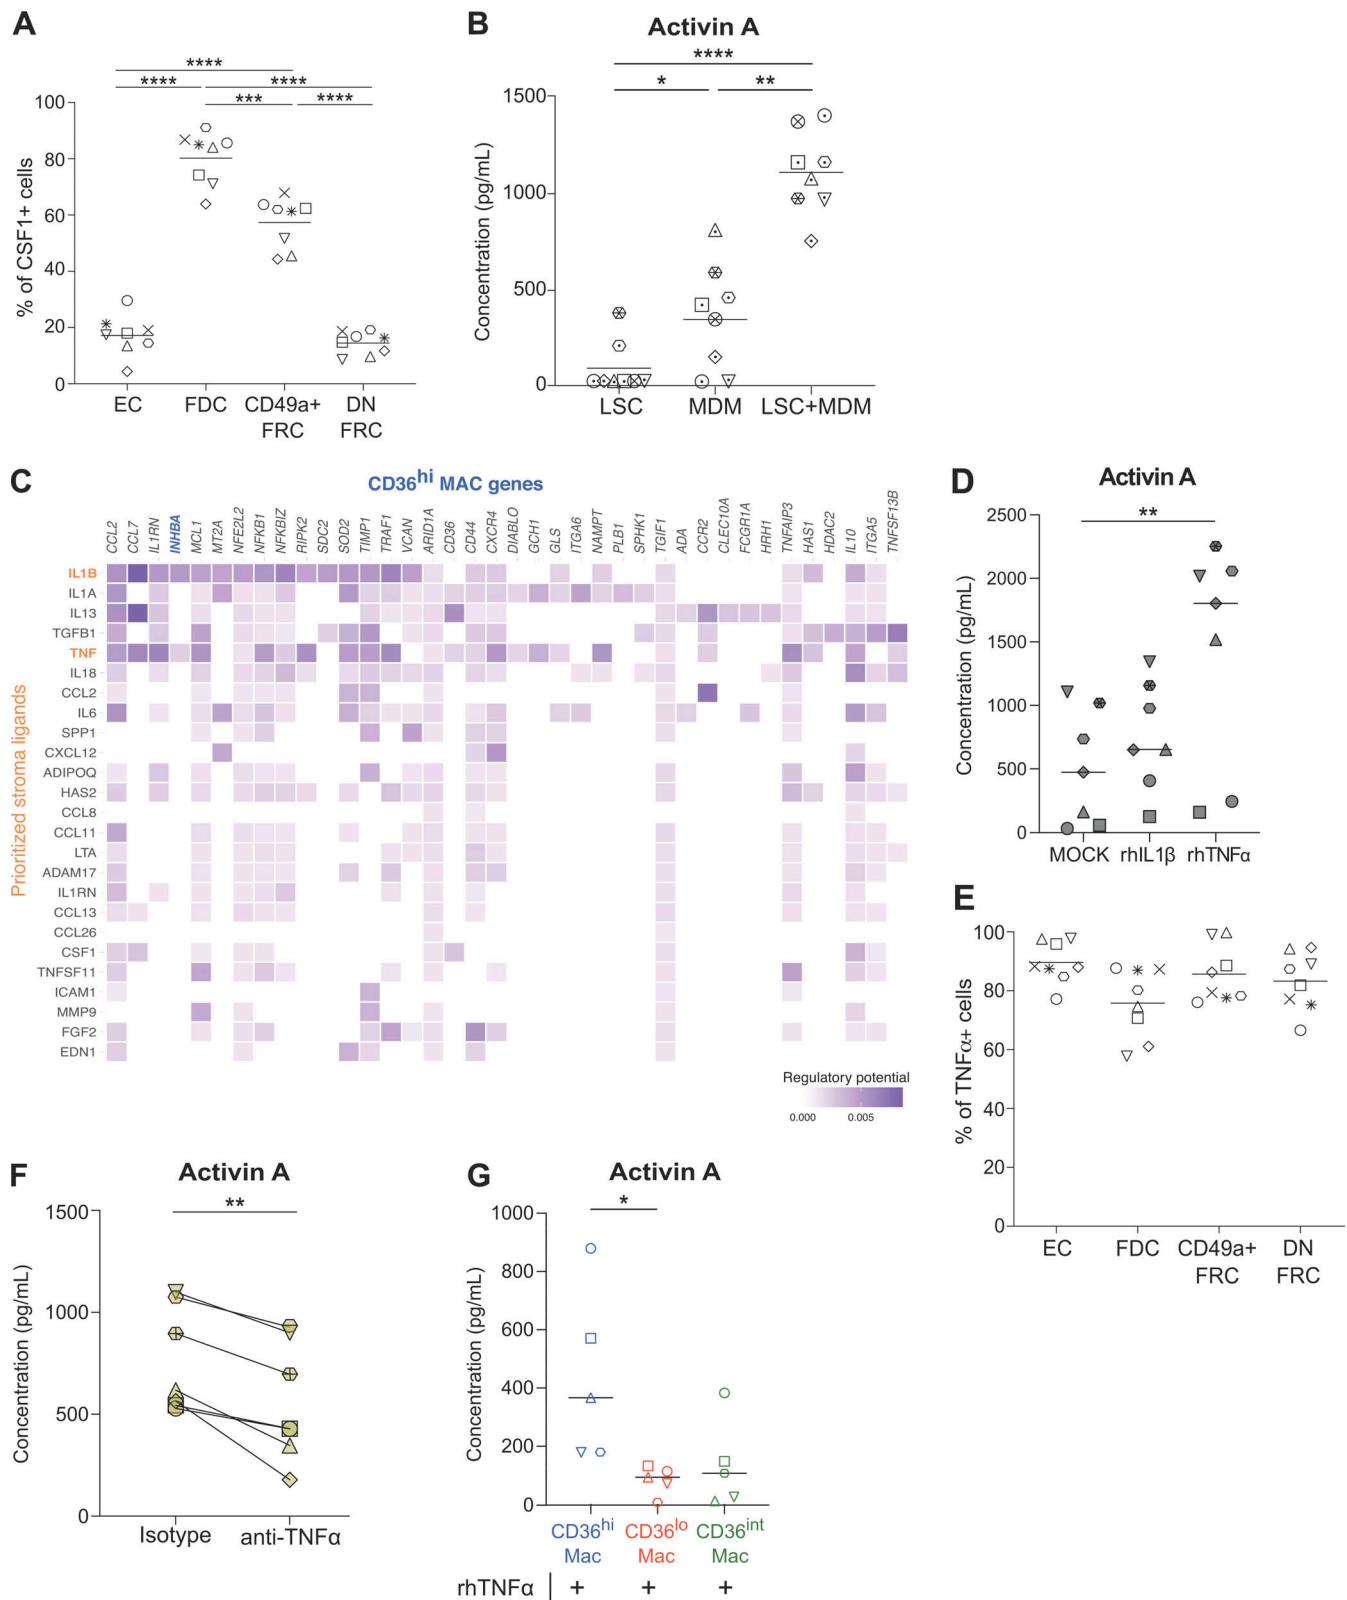 A
**** 
**** ****
*** ****
% of CSF1+ cells
100
80
60
40
20
0
EC FDC CD49a+ DN
FRC FRC
B
Activin A
****
* **
Concentration (pg/mL)
1500
1000
500
0
LSC MDM LSC+MDM
C
CD36hi MAC genes
CCL2 CCL7 IL1RN INHBA MCL1 MT2A NFE2L2 NFKB1 NFKBIZ RIPK2 SDC2 SOD2 TIMP1 TRAF1 VCAN ARID1A CD36 CD44 CXCR4 DIABLO GCH1 GLS ITGA6 NAMPT PLB1 SPHK1 TGIF1 ADA CCR2 CLEC10A FCGR1A HRH1 TNFAIP3 HAS1 HDAC2 IL10 ITGA5 TNFSF13B
Prioritized stroma ligands
IL1B
IL1A
IL13
TGFB1
TNF
IL18
CCL2
IL6
SPP1
CXCL12
ADIPOQ
HAS2
CCL8
CCL11
LTA
ADAM17
IL1RN
CCL13
CCL26
CSF1
TNFSF11
ICAM1
MMP9
FGF2
EDN1
Regulatory potential
0.000 0.005
D
Activin A
**
Concentration (pg/mL)
2500
2000
1500
1000
500
0
MOCK rhIL1β rhTNFα
E
% of TNFα+ cells
100
80
60
40
20
0
EC FDC CD49a+ DN
FRC FRC
F
Activin A
**
Concentration (pg/mL)
1500
1000
500
0
Isotype anti-TNFα
G
Activin A
*
Concentration (pg/mL)
1000
800
600
400
200
0
CD36hi CD36lo CD36int
Mac Mac Mac
rhTNFα + + +